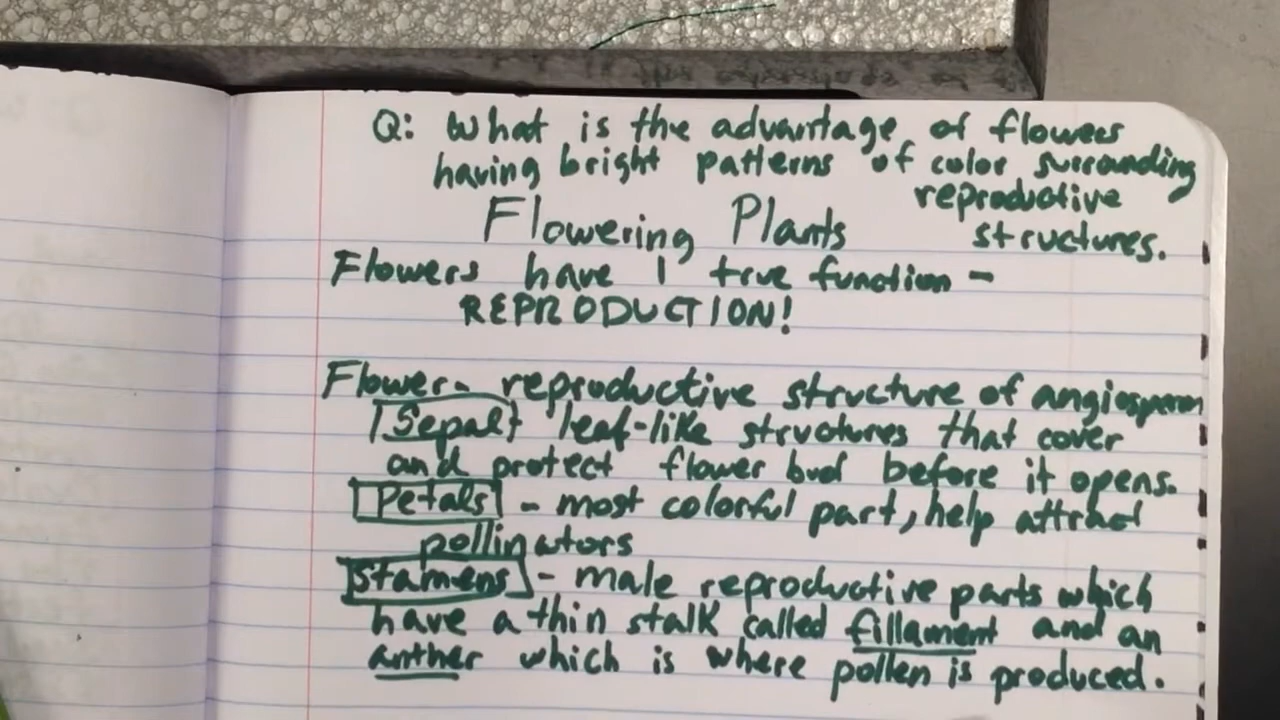 Q: What is the advantage of flowers
having bright patterns of color surrounding
reproductive
structures.
Flowering Plants
Flowers have 1 true function -
REPRODUCTION!
Flower - reproductive structure of angiosperm
Sepal leaf-like structures that cover
and protect flower bud before it opens.
Petals - most colorful part, help attract
pollinators
Stamens - male reproductive parts which
have a thin stalk called fillament and an
anther which is where pollen is produced.